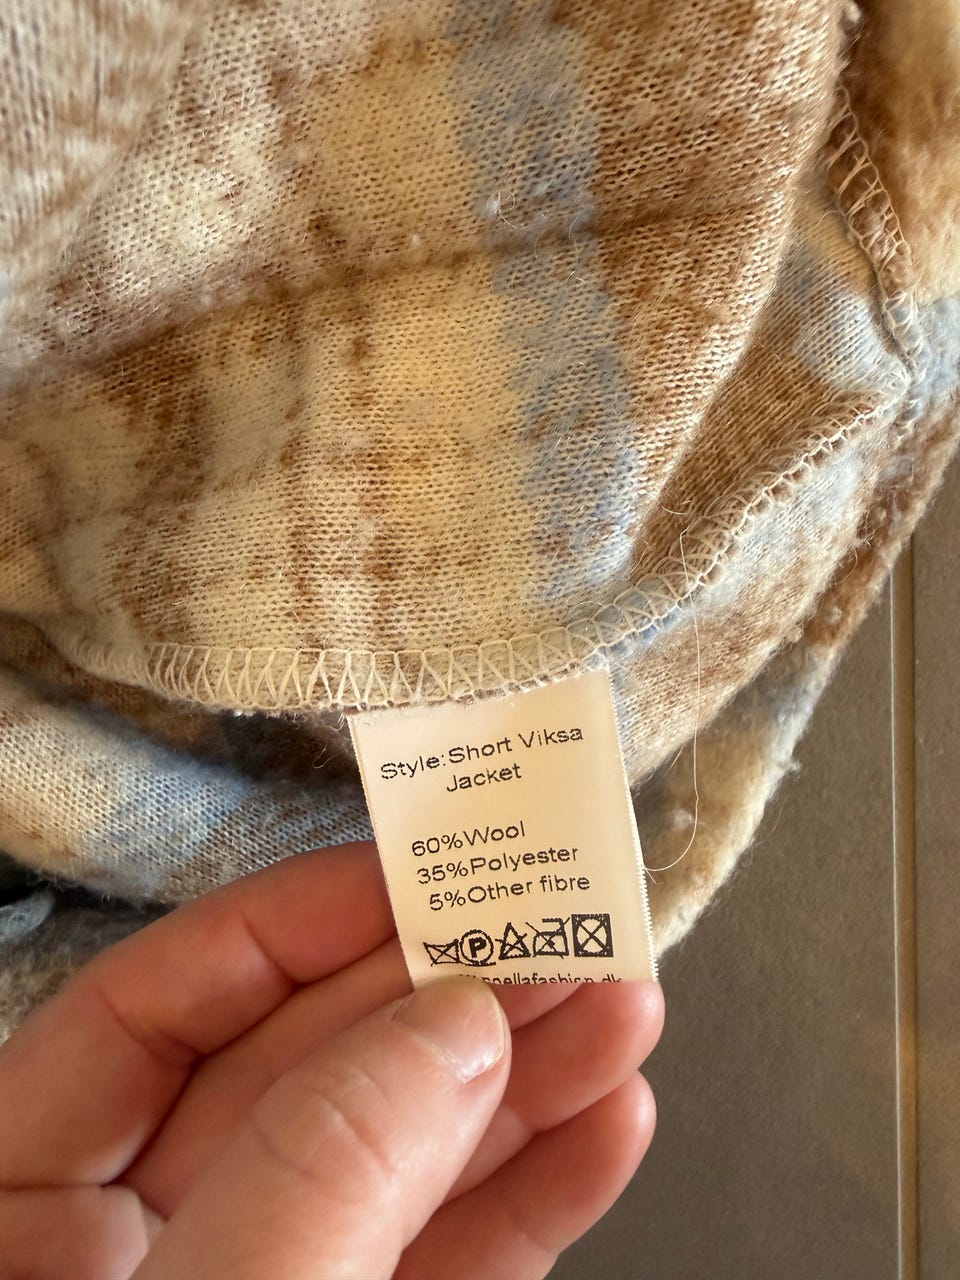 Style:Short Viksa
Jacket
60%Wool
35%Polyester
5%Other fibre
P